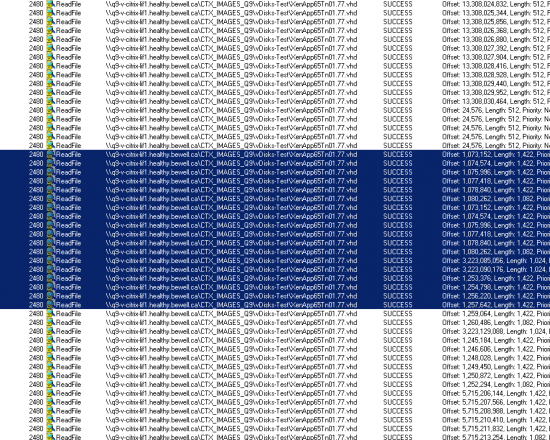 2480 ReadFile \\q9-v-citrix-lif1.healthy.bewell.ca\CTX_IMAGES_Q9\vDisks-Test\XenApp65Tn01.77.vhd SUCCESS Offset: 13,308,024,832, Length: 512, F
2480 ReadFile \\q9-v-citrix-lif1.healthy.bewell.ca\CTX_IMAGES_Q9\vDisks-Test\XenApp65Tn01.77.vhd SUCCESS Offset: 13,308,025,344, Length: 512, F
2480 ReadFile \\q9-v-citrix-lif1.healthy.bewell.ca\CTX_IMAGES_Q9\vDisks-Test\XenApp65Tn01.77.vhd SUCCESS Offset: 13,308,025,856, Length: 512, F
2480 ReadFile \\q9-v-citrix-lif1.healthy.bewell.ca\CTX_IMAGES_Q9\vDisks-Test\XenApp65Tn01.77.vhd SUCCESS Offset: 13,308,026,368, Length: 512, F
2480 ReadFile \\q9-v-citrix-lif1.healthy.bewell.ca\CTX_IMAGES_Q9\vDisks-Test\XenApp65Tn01.77.vhd SUCCESS Offset: 13,308,026,880, Length: 512, F
2480 ReadFile \\q9-v-citrix-lif1.healthy.bewell.ca\CTX_IMAGES_Q9\vDisks-Test\XenApp65Tn01.77.vhd SUCCESS Offset: 13,308,027,392, Length: 512, F
2480 ReadFile \\q9-v-citrix-lif1.healthy.bewell.ca\CTX_IMAGES_Q9\vDisks-Test\XenApp65Tn01.77.vhd SUCCESS Offset: 13,308,027,904, Length: 512, F
2480 ReadFile \\q9-v-citrix-lif1.healthy.bewell.ca\CTX_IMAGES_Q9\vDisks-Test\XenApp65Tn01.77.vhd SUCCESS Offset: 13,308,028,416, Length: 512, F
2480 ReadFile \\q9-v-citrix-lif1.healthy.bewell.ca\CTX_IMAGES_Q9\vDisks-Test\XenApp65Tn01.77.vhd SUCCESS Offset: 13,308,028,928, Length: 512, F
2480 ReadFile \\q9-v-citrix-lif1.healthy.bewell.ca\CTX_IMAGES_Q9\vDisks-Test\XenApp65Tn01.77.vhd SUCCESS Offset: 13,308,029,440, Length: 512, F
2480 ReadFile \\q9-v-citrix-lif1.healthy.bewell.ca\CTX_IMAGES_Q9\vDisks-Test\XenApp65Tn01.77.vhd SUCCESS Offset: 13,308,029,952, Length: 512, F
2480 ReadFile \\q9-v-citrix-lif1.healthy.bewell.ca\CTX_IMAGES_Q9\vDisks-Test\XenApp65Tn01.77.vhd SUCCESS Offset: 13,308,030,464, Length: 512, F
2480 ReadFile \\q9-v-citrix-lif1.healthy.bewell.ca\CTX_IMAGES_Q9\vDisks-Test\XenApp65Tn01.77.vhd SUCCESS Offset: 24,576, Length: 512, Priority: N
2480 ReadFile \\q9-v-citrix-lif1.healthy.bewell.ca\CTX_IMAGES_Q9\vDisks-Test\XenApp65Tn01.77.vhd SUCCESS Offset: 24,576, Length: 512, Priority: N
2480 ReadFile \\q9-v-citrix-lif1.healthy.bewell.ca\CTX_IMAGES_Q9\vDisks-Test\XenApp65Tn01.77.vhd SUCCESS Offset: 24,576, Length: 512, Priority: N
2480 ReadFile \\q9-v-citrix-lif1.healthy.bewell.ca\CTX_IMAGES_Q9\vDisks-Test\XenApp65Tn01.77.vhd SUCCESS Offset: 24,576, Length: 512, Priority: N
2480 ReadFile \\q9-v-citrix-lif1.healthy.bewell.ca\CTX_IMAGES_Q9\vDisks-Test\XenApp65Tn01.77.vhd SUCCESS Offset: 24,576, Length: 512, Priority: N
2480 ReadFile \\q9-v-citrix-lif1.healthy.bewell.ca\CTX_IMAGES_Q9\vDisks-Test\XenApp65Tn01.77.vhd SUCCESS Offset: 1,073,152, Length: 1,422, Prior
2480 ReadFile \\q9-v-citrix-lif1.healthy.bewell.ca\CTX_IMAGES_Q9\vDisks-Test\XenApp65Tn01.77.vhd SUCCESS Offset: 1,074,574, Length: 1,422, Prior
2480 ReadFile \\q9-v-citrix-lif1.healthy.bewell.ca\CTX_IMAGES_Q9\vDisks-Test\XenApp65Tn01.77.vhd SUCCESS Offset: 1,075,996, Length: 1,422, Prior
2480 ReadFile \\q9-v-citrix-lif1.healthy.bewell.ca\CTX_IMAGES_Q9\vDisks-Test\XenApp65Tn01.77.vhd SUCCESS Offset: 1,077,418, Length: 1,422, Prior
2480 ReadFile \\q9-v-citrix-lif1.healthy.bewell.ca\CTX_IMAGES_Q9\vDisks-Test\XenApp65Tn01.77.vhd SUCCESS Offset: 1,078,840, Length: 1,422, Prior
2480 ReadFile \\q9-v-citrix-lif1.healthy.bewell.ca\CTX_IMAGES_Q9\vDisks-Test\XenApp65Tn01.77.vhd SUCCESS Offset: 1,080,262, Length: 1,082, Prior
2480 ReadFile \\q9-v-citrix-lif1.healthy.bewell.ca\CTX_IMAGES_Q9\vDisks-Test\XenApp65Tn01.77.vhd SUCCESS Offset: 1,073,152, Length: 1,422, Prior
2480 ReadFile \\q9-v-citrix-lif1.healthy.bewell.ca\CTX_IMAGES_Q9\vDisks-Test\XenApp65Tn01.77.vhd SUCCESS Offset: 1,074,574, Length: 1,422, Prior
2480 ReadFile \\q9-v-citrix-lif1.healthy.bewell.ca\CTX_IMAGES_Q9\vDisks-Test\XenApp65Tn01.77.vhd SUCCESS Offset: 1,075,996, Length: 1,422, Prior
2480 ReadFile \\q9-v-citrix-lif1.healthy.bewell.ca\CTX_IMAGES_Q9\vDisks-Test\XenApp65Tn01.77.vhd SUCCESS Offset: 1,077,418, Length: 1,422, Prior
2480 ReadFile \\q9-v-citrix-lif1.healthy.bewell.ca\CTX_IMAGES_Q9\vDisks-Test\XenApp65Tn01.77.vhd SUCCESS Offset: 1,078,840, Length: 1,422, Prior
2480 ReadFile \\q9-v-citrix-lif1.healthy.bewell.ca\CTX_IMAGES_Q9\vDisks-Test\XenApp65Tn01.77.vhd SUCCESS Offset: 1,080,262, Length: 1,082, Prior
2480 ReadFile \\q9-v-citrix-lif1.healthy.bewell.ca\CTX_IMAGES_Q9\vDisks-Test\XenApp65Tn01.77.vhd SUCCESS Offset: 3,223,085,056, Length: 1,024,
2480 ReadFile \\q9-v-citrix-lif1.healthy.bewell.ca\CTX_IMAGES_Q9\vDisks-Test\XenApp65Tn01.77.vhd SUCCESS Offset: 3,223,080,176, Length: 1,024,
2480 ReadFile \\q9-v-citrix-lif1.healthy.bewell.ca\CTX_IMAGES_Q9\vDisks-Test\XenApp65Tn01.77.vhd SUCCESS Offset: 1,253,376, Length: 1,422, Prior
2480 ReadFile \\q9-v-citrix-lif1.healthy.bewell.ca\CTX_IMAGES_Q9\vDisks-Test\XenApp65Tn01.77.vhd SUCCESS Offset: 1,254,798, Length: 1,422, Prior
2480 ReadFile \\q9-v-citrix-lif1.healthy.bewell.ca\CTX_IMAGES_Q9\vDisks-Test\XenApp65Tn01.77.vhd SUCCESS Offset: 1,256,220, Length: 1,422, Prior
2480 ReadFile \\q9-v-citrix-lif1.healthy.bewell.ca\CTX_IMAGES_Q9\vDisks-Test\XenApp65Tn01.77.vhd SUCCESS Offset: 1,257,642, Length: 1,422, Prior
2480 ReadFile \\q9-v-citrix-lif1.healthy.bewell.ca\CTX_IMAGES_Q9\vDisks-Test\XenApp65Tn01.77.vhd SUCCESS Offset: 1,259,064, Length: 1,422, Prior
2480 ReadFile \\q9-v-citrix-lif1.healthy.bewell.ca\CTX_IMAGES_Q9\vDisks-Test\XenApp65Tn01.77.vhd SUCCESS Offset: 1,260,486, Length: 1,082, Prior
2480 ReadFile \\q9-v-citrix-lif1.healthy.bewell.ca\CTX_IMAGES_Q9\vDisks-Test\XenApp65Tn01.77.vhd SUCCESS Offset: 3,223,129,088, Length: 1,024,
2480 ReadFile \\q9-v-citrix-lif1.healthy.bewell.ca\CTX_IMAGES_Q9\vDisks-Test\XenApp65Tn01.77.vhd SUCCESS Offset: 1,245,184, Length: 1,422, Prior
2480 ReadFile \\q9-v-citrix-lif1.healthy.bewell.ca\CTX_IMAGES_Q9\vDisks-Test\XenApp65Tn01.77.vhd SUCCESS Offset: 1,246,606, Length: 1,422, Prior
2480 ReadFile \\q9-v-citrix-lif1.healthy.bewell.ca\CTX_IMAGES_Q9\vDisks-Test\XenApp65Tn01.77.vhd SUCCESS Offset: 1,248,028, Length: 1,422, Prior
2480 ReadFile \\q9-v-citrix-lif1.healthy.bewell.ca\CTX_IMAGES_Q9\vDisks-Test\XenApp65Tn01.77.vhd SUCCESS Offset: 1,249,450, Length: 1,422, Prior
2480 ReadFile \\q9-v-citrix-lif1.healthy.bewell.ca\CTX_IMAGES_Q9\vDisks-Test\XenApp65Tn01.77.vhd SUCCESS Offset: 1,250,872, Length: 1,422, Prior
2480 ReadFile \\q9-v-citrix-lif1.healthy.bewell.ca\CTX_IMAGES_Q9\vDisks-Test\XenApp65Tn01.77.vhd SUCCESS Offset: 1,252,294, Length: 1,082, Prior
2480 ReadFile \\q9-v-citrix-lif1.healthy.bewell.ca\CTX_IMAGES_Q9\vDisks-Test\XenApp65Tn01.77.vhd SUCCESS Offset: 5,715,206,144, Length: 1,422,
2480 ReadFile \\q9-v-citrix-lif1.healthy.bewell.ca\CTX_IMAGES_Q9\vDisks-Test\XenApp65Tn01.77.vhd SUCCESS Offset: 5,715,207,566, Length: 1,422,
2480 ReadFile \\q9-v-citrix-lif1.healthy.bewell.ca\CTX_IMAGES_Q9\vDisks-Test\XenApp65Tn01.77.vhd SUCCESS Offset: 5,715,208,988, Length: 1,422,
2480 ReadFile \\q9-v-citrix-lif1.healthy.bewell.ca\CTX_IMAGES_Q9\vDisks-Test\XenApp65Tn01.77.vhd SUCCESS Offset: 5,715,210,410, Length: 1,422,
2480 ReadFile \\q9-v-citrix-lif1.healthy.bewell.ca\CTX_IMAGES_Q9\vDisks-Test\XenApp65Tn01.77.vhd SUCCESS Offset: 5,715,211,832, Length: 1,422,
2480 ReadFile \\q9-v-citrix-lif1.healthy.bewell.ca\CTX_IMAGES_Q9\vDisks-Test\XenApp65Tn01.77.vhd SUCCESS Offset: 5,715,213,254, Length: 1,082,